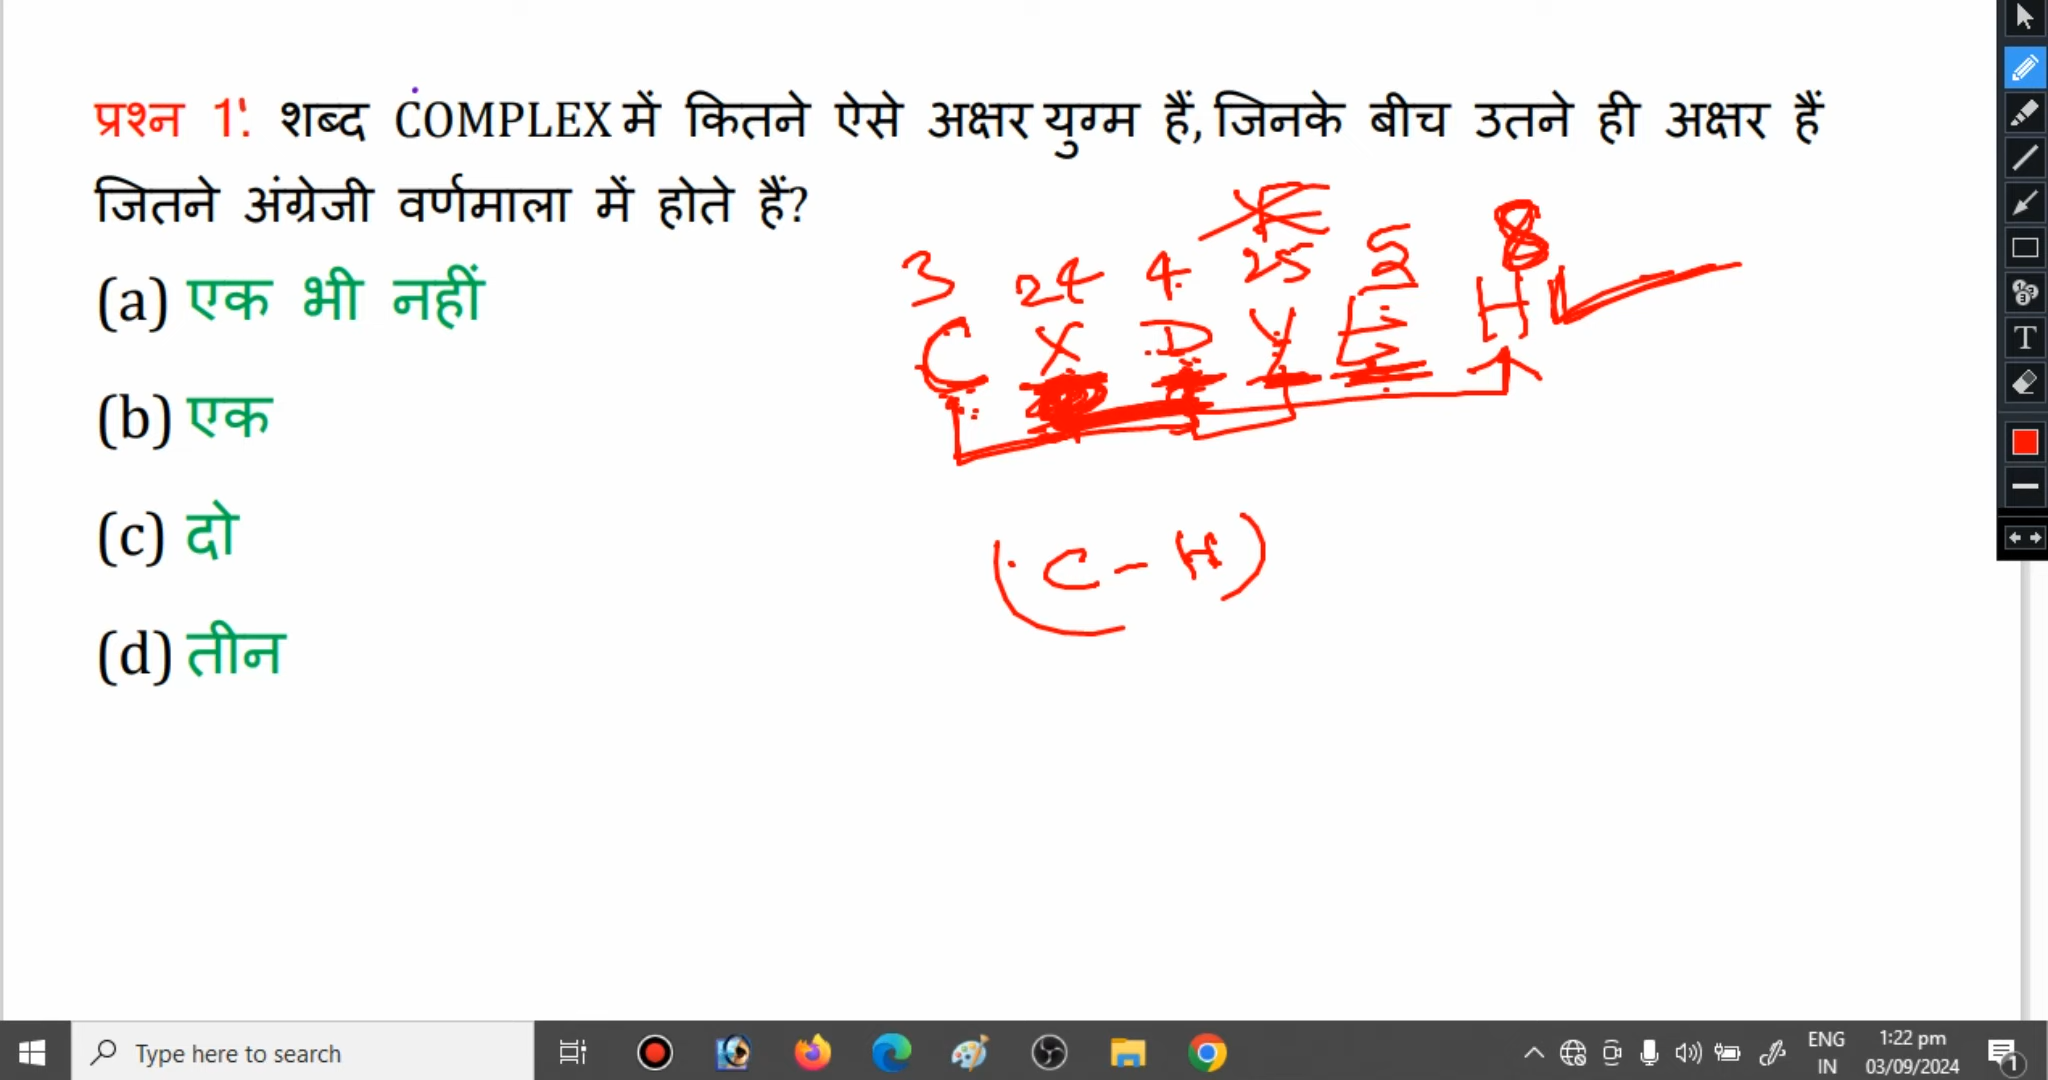 प्रश्न 1: शब्द COMPLEX में कितने ऐसे अक्षर युग्म हैं, जिनके बीच उतने ही अक्षर हैं
जितने अंग्रेजी वर्णमाला में होते हैं?
(a) एक भी नहीं
(b) एक
(c) दो
(d) तीन
3 24 4 25 5 8
C X D Y E H
(C - H)
T
Type here to search
ENG
IN
1:22 pm
03/09/2024
1